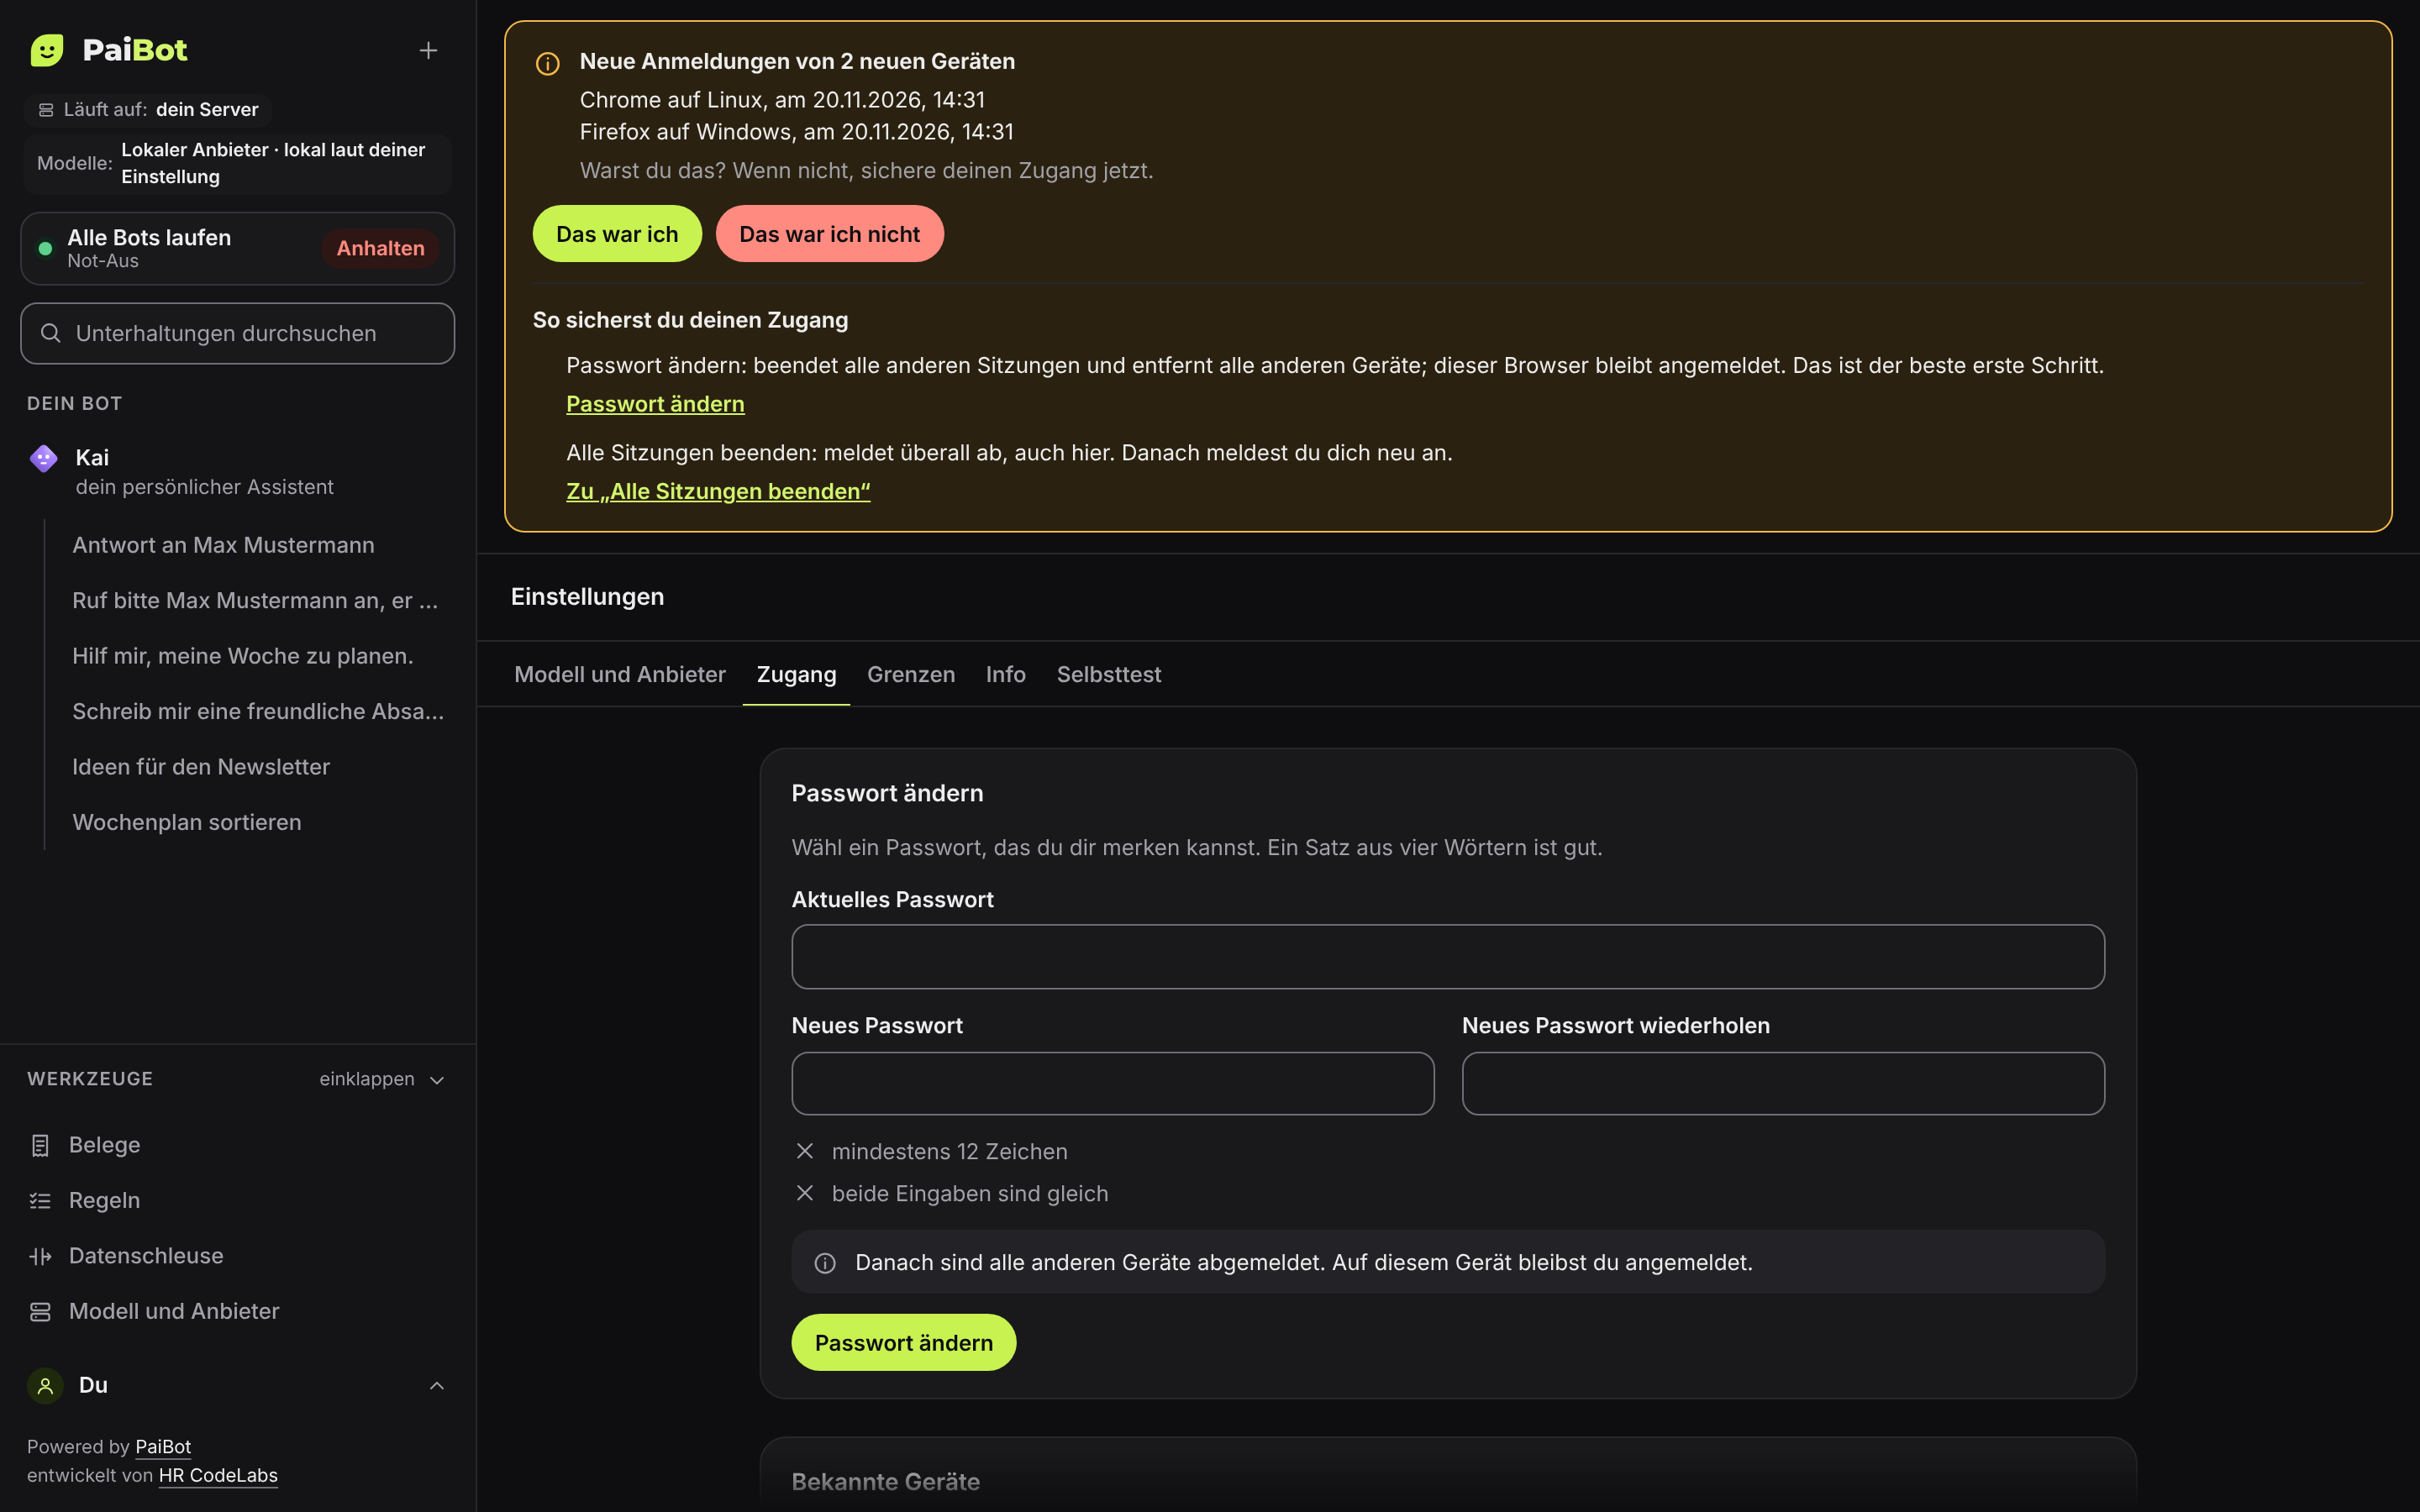 PaiBot
Läuft auf: dein Server
Modelle: Lokaler Anbieter · lokal laut deiner
Einstellung
Alle Bots laufen
Not-Aus
Anhalten
Unterhaltungen durchsuchen
DEIN BOT
Kai
dein persönlicher Assistent
Antwort an Max Mustermann
Ruf bitte Max Mustermann an, er ...
Hilf mir, meine Woche zu planen.
Schreib mir eine freundliche Absa...
Ideen für den Newsletter
Wochenplan sortieren
WERKZEUGE
einklappen
Belege
Regeln
Datenschleuse
Modell und Anbieter
Du
Powered by PaiBot
entwickelt von HR CodeLabs
Neue Anmeldungen von 2 neuen Geräten
Chrome auf Linux, am 20.11.2026, 14:31
Firefox auf Windows, am 20.11.2026, 14:31
Warst du das? Wenn nicht, sichere deinen Zugang jetzt.
Das war ich
Das war ich nicht
So sicherst du deinen Zugang
Passwort ändern: beendet alle anderen Sitzungen und entfernt alle anderen Geräte; dieser Browser bleibt angemeldet. Das ist der beste erste Schritt.
Passwort ändern
Alle Sitzungen beenden: meldet überall ab, auch hier. Danach meldest du dich neu an.
Zu „Alle Sitzungen beenden“
Einstellungen
Modell und Anbieter
Zugang
Grenzen
Info
Selbsttest
Passwort ändern
Wähl ein Passwort, das du dir merken kannst. Ein Satz aus vier Wörtern ist gut.
Aktuelles Passwort
Neues Passwort
Neues Passwort wiederholen
mindestens 12 Zeichen
beide Eingaben sind gleich
Danach sind alle anderen Geräte abgemeldet. Auf diesem Gerät bleibst du angemeldet.
Passwort ändern
Bekannte Geräte